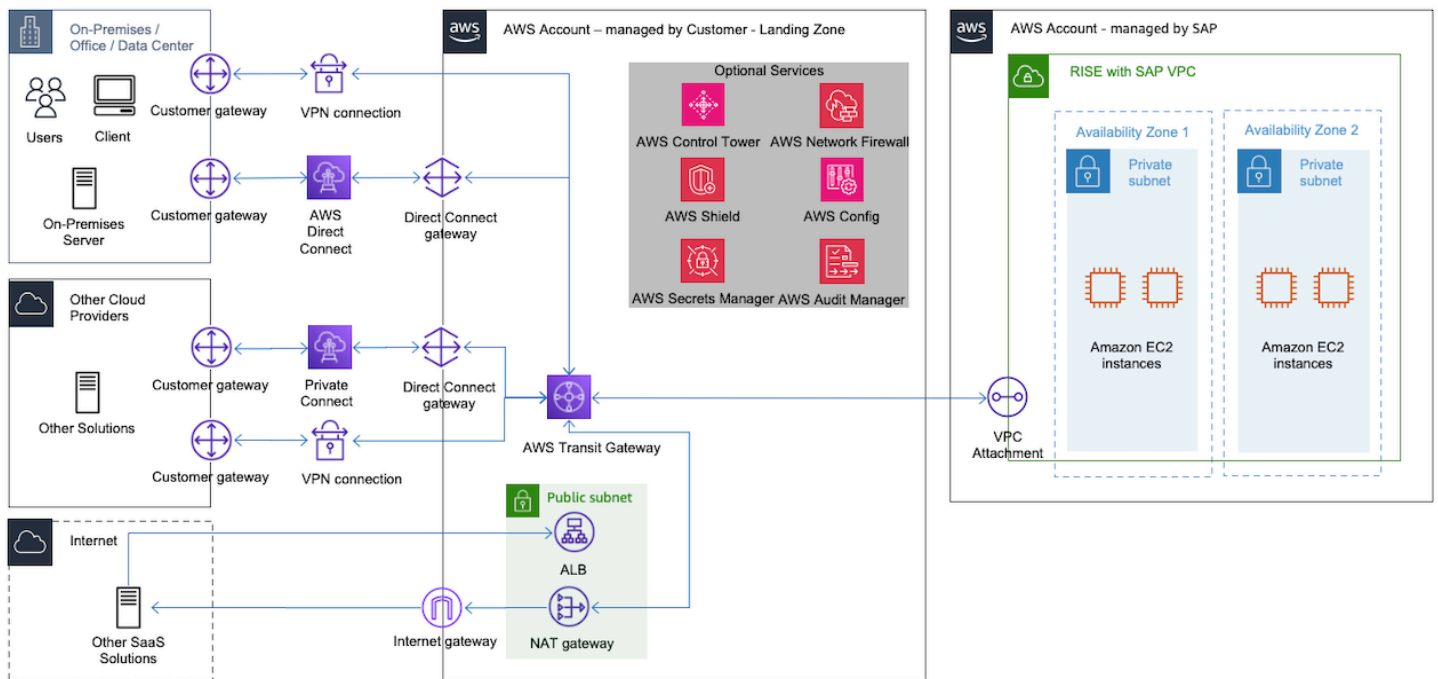 On-Premises /
Office / Data Center
Users
Client
Customer gateway
VPN connection
On-Premises
Server
Customer gateway
AWS
Direct
Connect
Direct Connect
gateway
Other Cloud
Providers
Other Solutions
Customer gateway
Private
Connect
Direct Connect
gateway
Customer gateway
VPN connection
Internet
Other SaaS
Solutions
aws
AWS Account – managed by Customer - Landing Zone
Optional Services
AWS Control Tower
AWS Network Firewall
AWS Shield
AWS Config
AWS Secrets Manager
AWS Audit Manager
AWS Transit Gateway
Public subnet
ALB
Internet gateway
NAT gateway
aws
AWS Account - managed by SAP
RISE with SAP VPC
Availability Zone 1
Private
subnet
Amazon EC2
instances
Availability Zone 2
Private
subnet
Amazon EC2
instances
VPC
Attachment